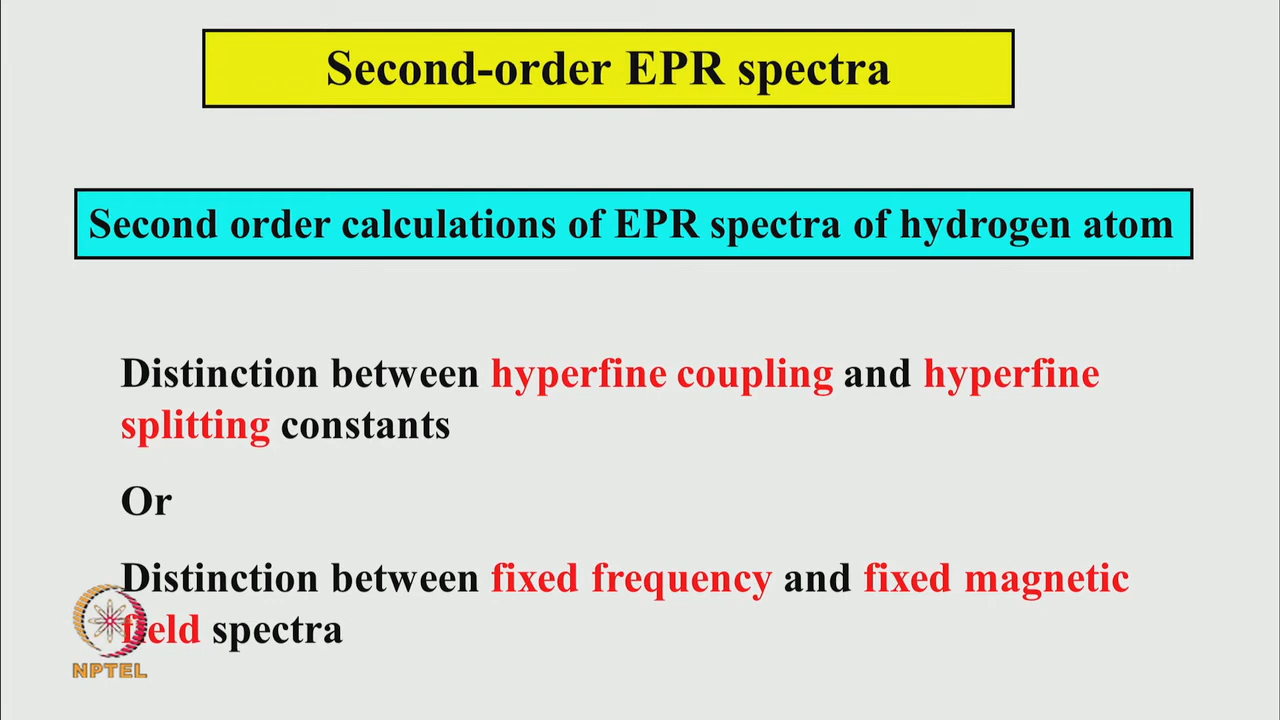 Second-order EPR spectra
Second order calculations of EPR spectra of hydrogen atom
Distinction between hyperfine coupling and hyperfine
splitting constants
Or
Distinction between fixed frequency and fixed magnetic
field spectra
NPTEL